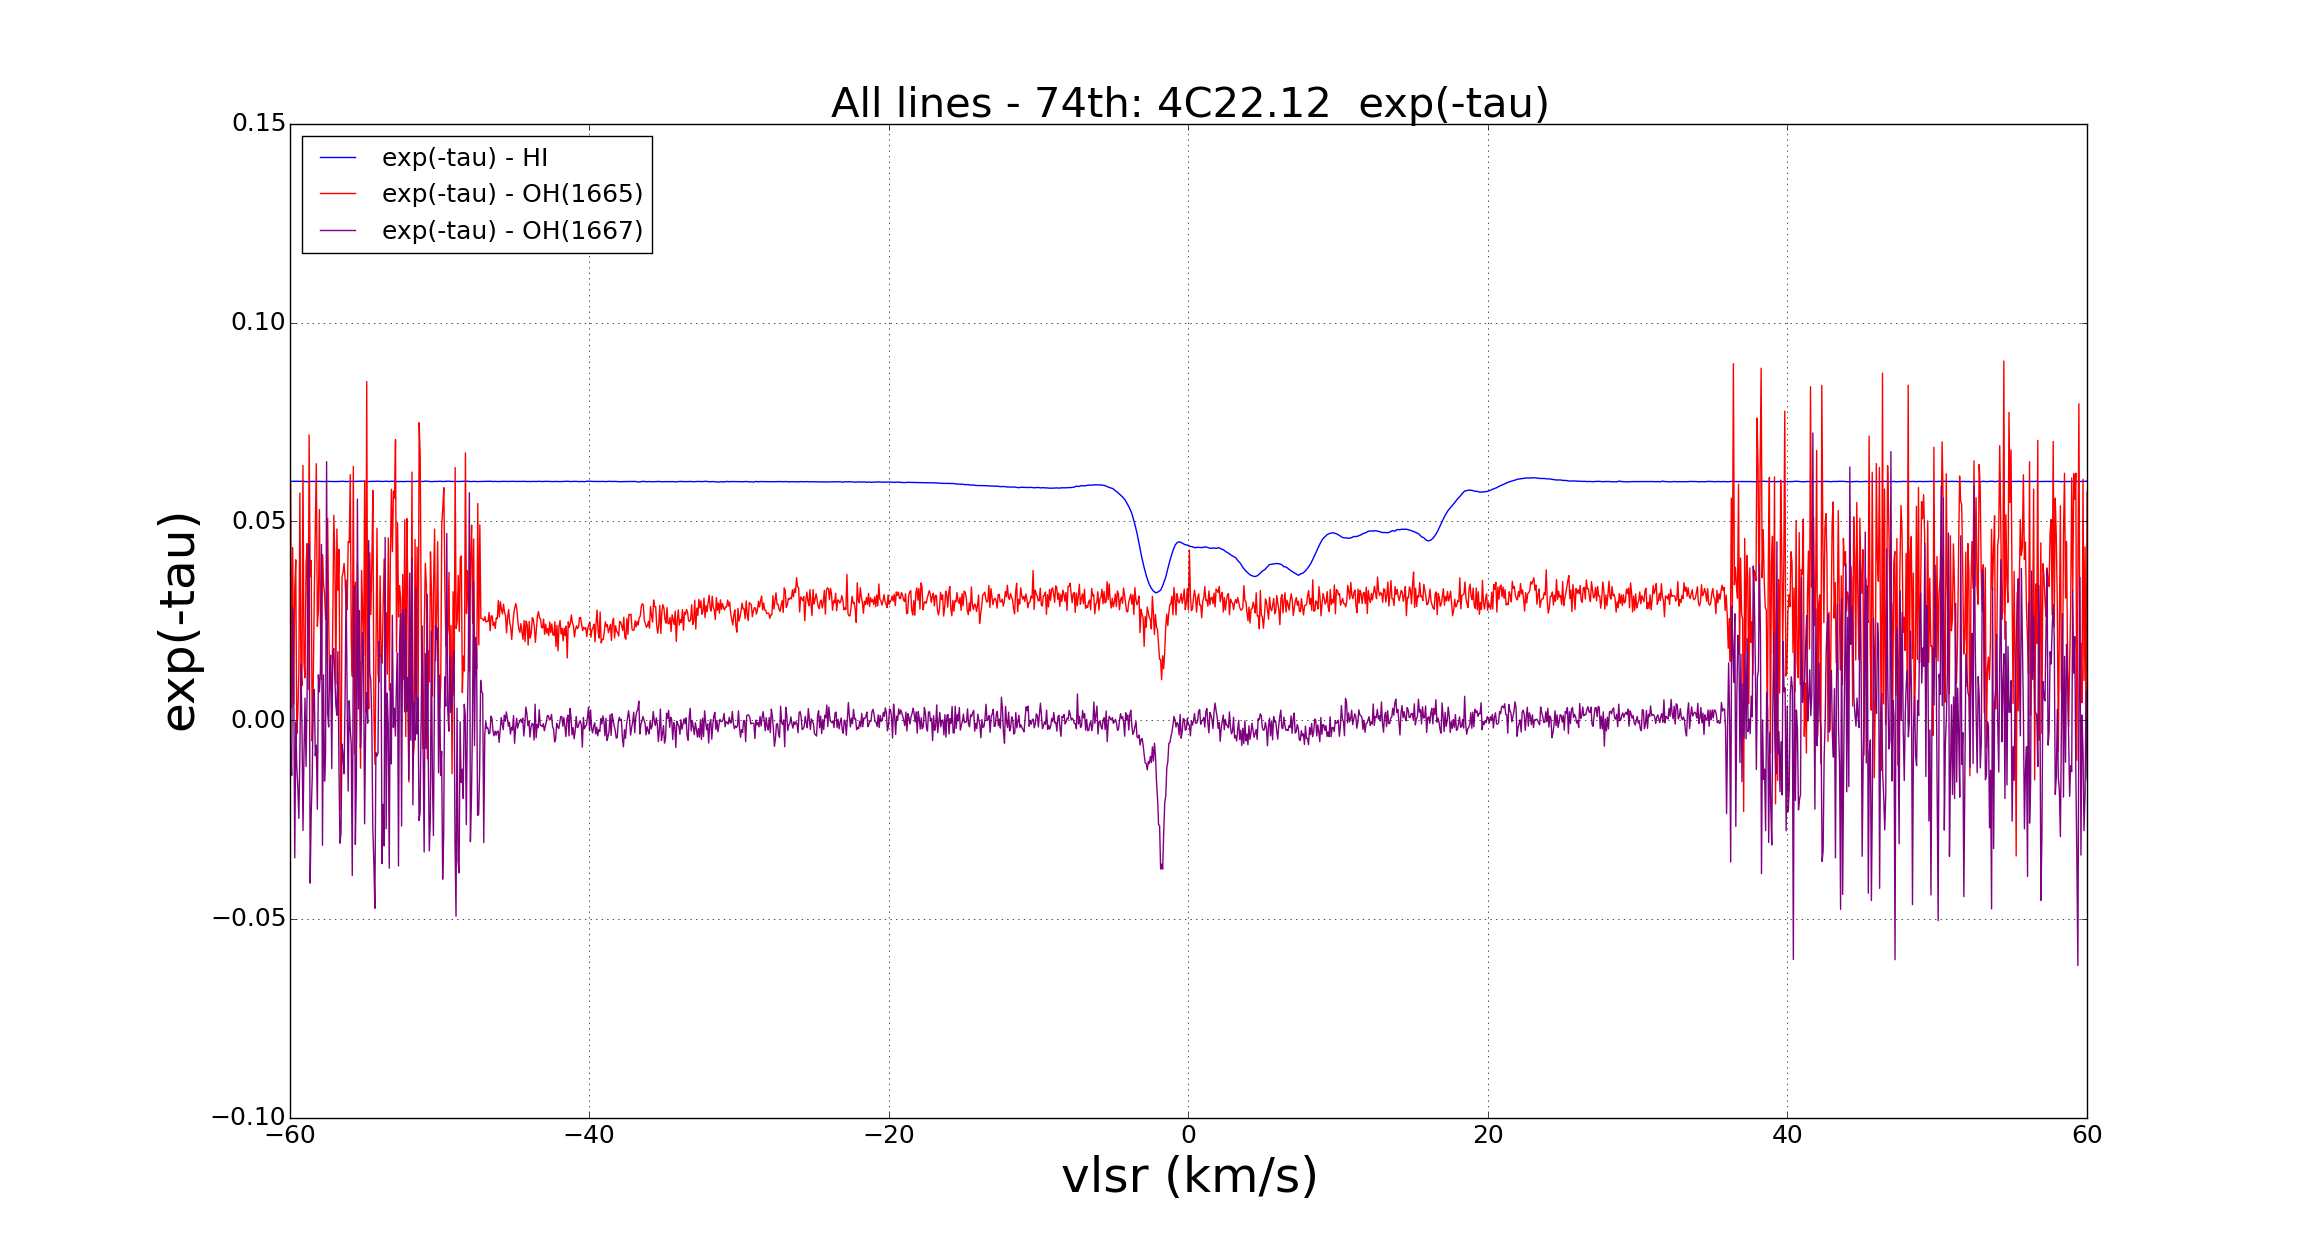 All lines - 74th: 4C22.12  exp(-tau)
exp(-tau) - HI
exp(-tau) - OH(1665)
exp(-tau) - OH(1667)
0.15
0.10
0.05
0.00
−0.05
−0.10
exp(-tau)
−60 −40 −20 0 20 40 60
vlsr (km/s)